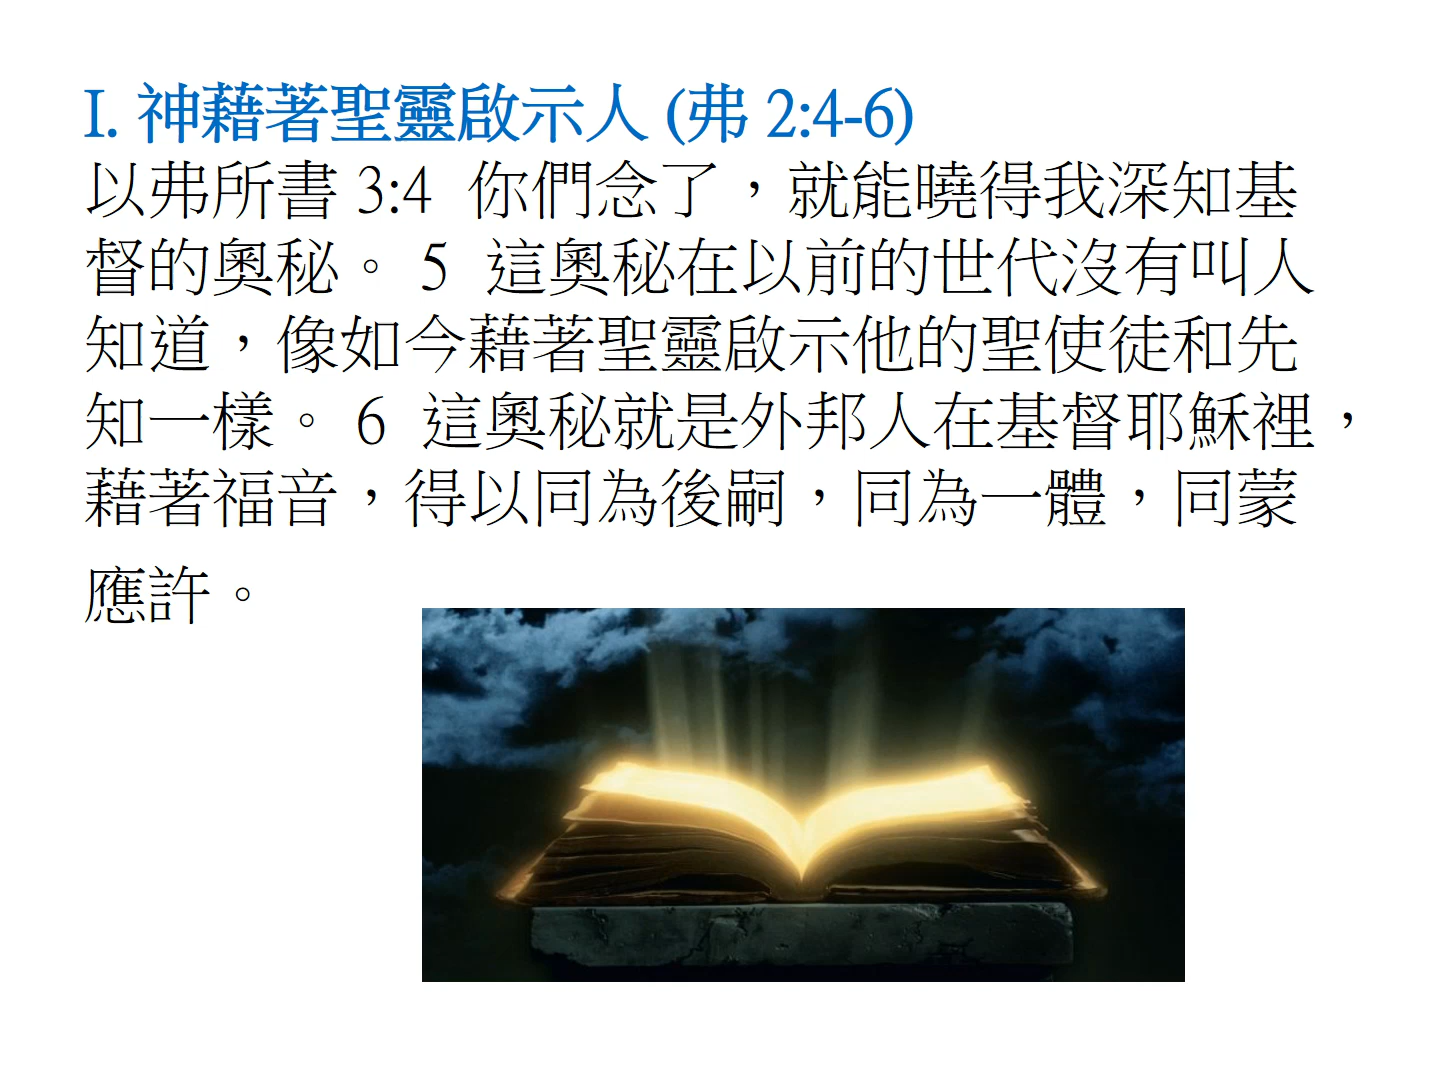 I. 神藉著聖靈啟示人 (弗 2:4-6)
以弗所書 3:4 你們念了，就能曉得我深知基
督的奧秘。 5 這奧秘在以前的世代沒有叫人
知道，像如今藉著聖靈啟示他的聖使徒和先
知一樣。 6 這奧秘就是外邦人在基督耶穌裡，
藉著福音，得以同為後嗣，同為一體，同蒙
應許。